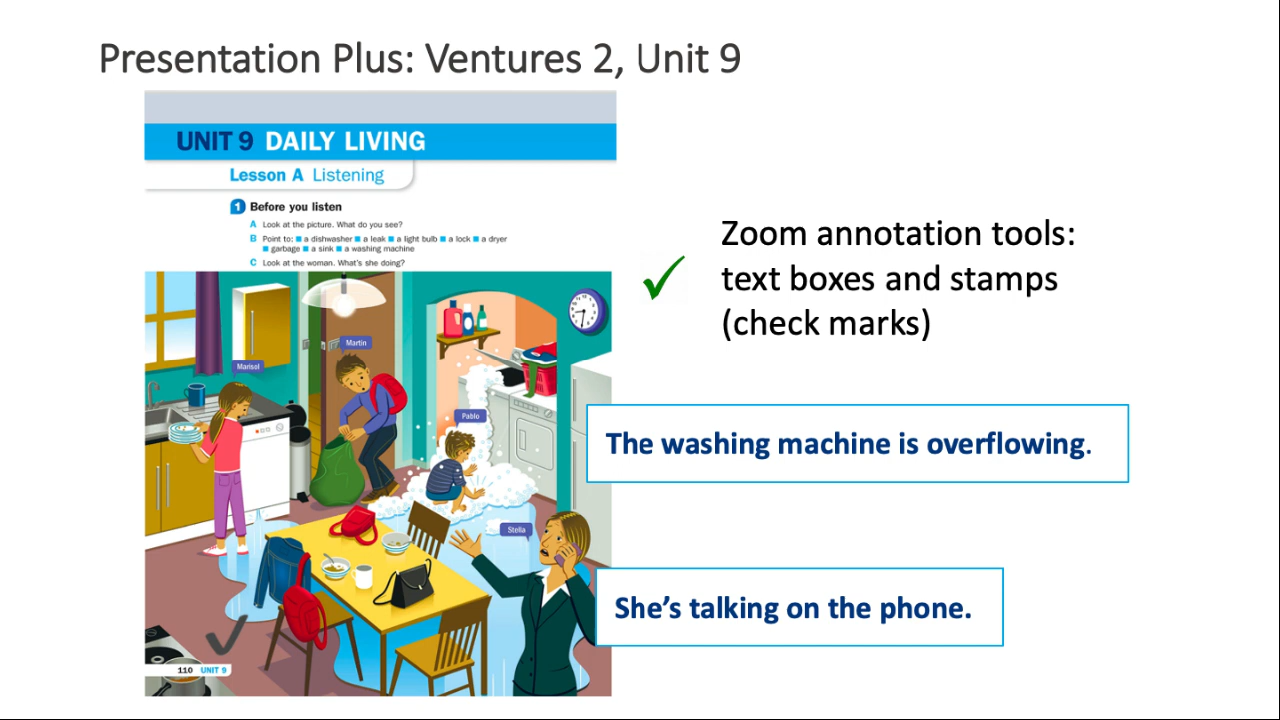 Presentation Plus: Ventures 2, Unit 9
UNIT 9 DAILY LIVING
Lesson A Listening
1 Before you listen
A Look at the picture. What do you see?
B Point to: ■ a dishwasher ■ a leak ■ a light bulb ■ a lock ■ a dryer
■ garbage ■ a sink ■ a washing machine
C Look at the woman. What's she doing?
Zoom annotation tools:
text boxes and stamps
(check marks)
Martin
Marisol
Pablo
The washing machine is overflowing.
Stella
She's talking on the phone.
110 UNIT 9